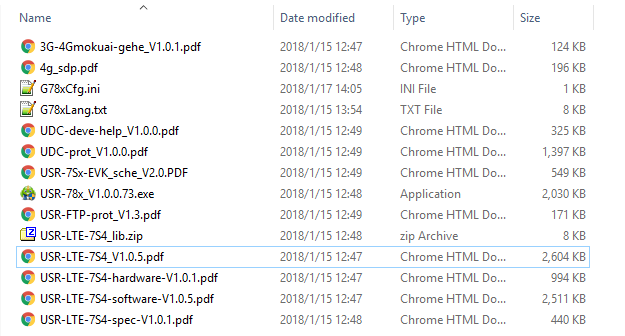 Name Date modified Type Size
3G-4Gmokuai-gehe_V1.0.1.pdf 2018/1/15 12:47 Chrome HTML Do... 124 KB
4g_sdp.pdf 2018/1/15 12:48 Chrome HTML Do... 196 KB
G78xCfg.ini 2018/1/17 14:05 INI File 1 KB
G78xLang.txt 2018/1/15 13:54 TXT File 8 KB
UDC-deve-help_V1.0.0.pdf 2018/1/15 12:49 Chrome HTML Do... 325 KB
UDC-prot_V1.0.0.pdf 2018/1/15 12:49 Chrome HTML Do... 1,397 KB
USR-7Sx-EVK_sche_V2.0.PDF 2018/1/15 12:49 Chrome HTML Do... 549 KB
USR-78x_V1.0.0.73.exe 2018/1/15 12:48 Application 2,030 KB
USR-FTP-prot_V1.3.pdf 2018/1/15 12:49 Chrome HTML Do... 171 KB
USR-LTE-7S4_lib.zip 2018/1/15 12:48 zip Archive 8 KB
USR-LTE-7S4_V1.0.5.pdf 2018/1/15 12:47 Chrome HTML Do... 2,604 KB
USR-LTE-7S4-hardware-V1.0.1.pdf 2018/1/15 12:47 Chrome HTML Do... 994 KB
USR-LTE-7S4-software-V1.0.5.pdf 2018/1/15 12:47 Chrome HTML Do... 2,511 KB
USR-LTE-7S4-spec-V1.0.1.pdf 2018/1/15 12:48 Chrome HTML Do... 440 KB